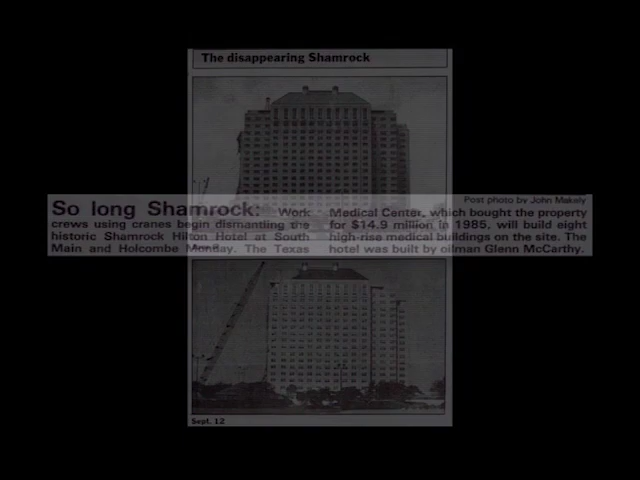 The disappearing Shamrock
Post photo by John Makely
So long Shamrock: Work
crews using cranes begin dismantling the
historic Shamrock Hilton Hotel at South
Main and Holcombe Monday. The Texas
Medical Center, which bought the property
for $14.9 million in 1985, will build eight
high-rise medical buildings on the site. The
hotel was built by oilman Glenn McCarthy.
Sept. 12